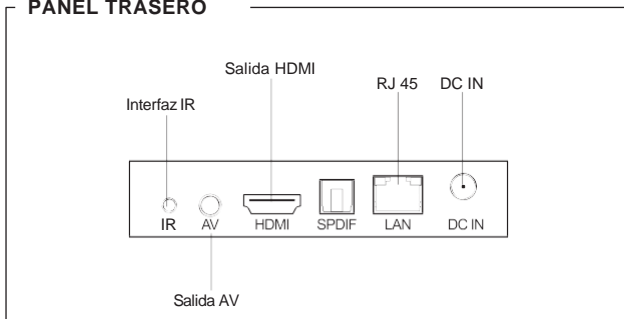 PANEL TRASERO
Salida HDMI
RJ 45 DC IN
Interfaz IR
IR AV HDMI SPDIF LAN DC IN
Salida AV